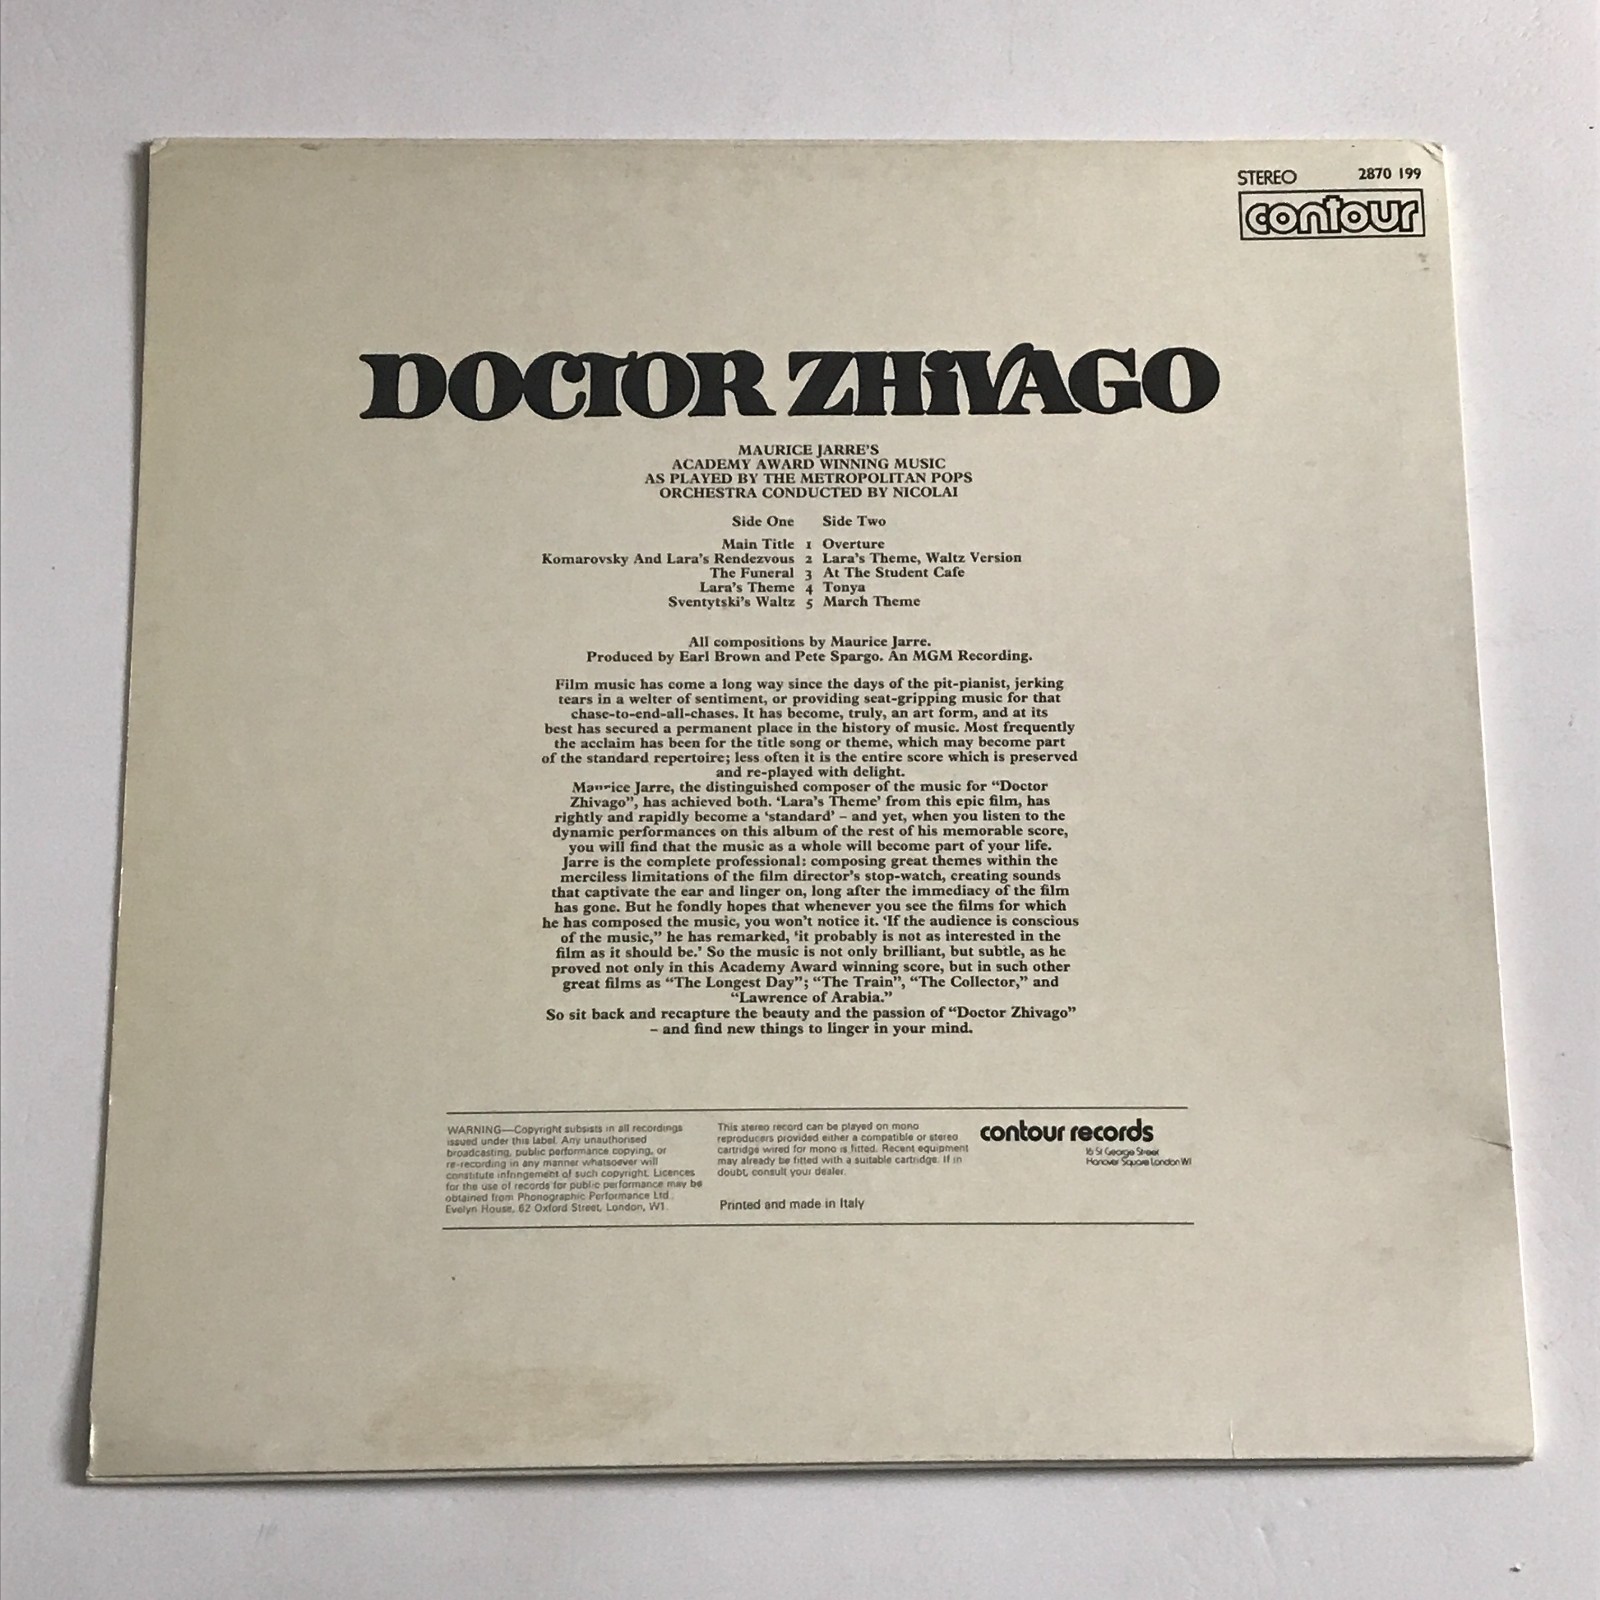 STEREO 2870 199
contour
DOCTOR ZHiVAGO
MAURICE JARRE'S
ACADEMY AWARD WINNING MUSIC
AS PLAYED BY THE METROPOLITAN POPS
ORCHESTRA CONDUCTED BY NICOLAI
Side One Side Two
Main Title 1 Overture
Komarovsky And Lara's Rendezvous 2 Lara's Theme, Waltz Version
The Funeral 3 At The Student Cafe
Lara's Theme 4 Tonya
Sventytski's Waltz 5 March Theme
All compositions by Maurice Jarre.
Produced by Earl Brown and Pete Spargo. An MGM Recording.
Film music has come a long way since the days of the pit-pianist, jerking
tears in a welter of sentiment, or providing seat-gripping music for that
chase-to-end-all-chases. It has become, truly, an art form, and at its
best has secured a permanent place in the history of music. Most frequently
the acclaim has been for the title song or theme, which may become part
of the standard repertoire; less often it is the entire score which is preserved
and re-played with delight.
Maurice Jarre, the distinguished composer of the music for “Doctor
Zhivago”, has achieved both. ‘Lara's Theme’ from this epic film, has
rightly and rapidly become a ‘standard’ – and yet, when you listen to the
dynamic performances on this album of the rest of his memorable score,
you will find that the music as a whole will become part of your life.
Jarre is the complete professional: composing great themes within the
merciless limitations of the film director's stop-watch, creating sounds
that captivate the ear and linger on, long after the immediacy of the film
has gone. But he fondly hopes that whenever you see the films for which
he has composed the music, you won't notice it. ‘If the audience is conscious
of the music,” he has remarked, ‘it probably is not as interested in the
film as it should be.’ So the music is not only brilliant, but subtle, as he
proved not only in this Academy Award winning score, but in such other
great films as “The Longest Day”; “The Train”, “The Collector,” and
“Lawrence of Arabia.”
So sit back and recapture the beauty and the passion of “Doctor Zhivago”
– and find new things to linger in your mind.
WARNING—Copyright subsists in all recordings
issued under this label. Any unauthorised
broadcasting, public performance copying, or
re-recording in any manner whatsoever will
constitute infringement of such copyright. Licences
for the use of records for public performance may be
obtained from Phonographic Performance Ltd.
Evelyn House, 62 Oxford Street, London, W1.
This stereo record can be played on mono
reproducers provided either a compatible or stereo
cartridge wired for mono is fitted. Recent equipment
may already be fitted with a suitable cartridge. If in
doubt, consult your dealer.
Printed and made in Italy
contour records
16 St George Street
Hanover Square London W1